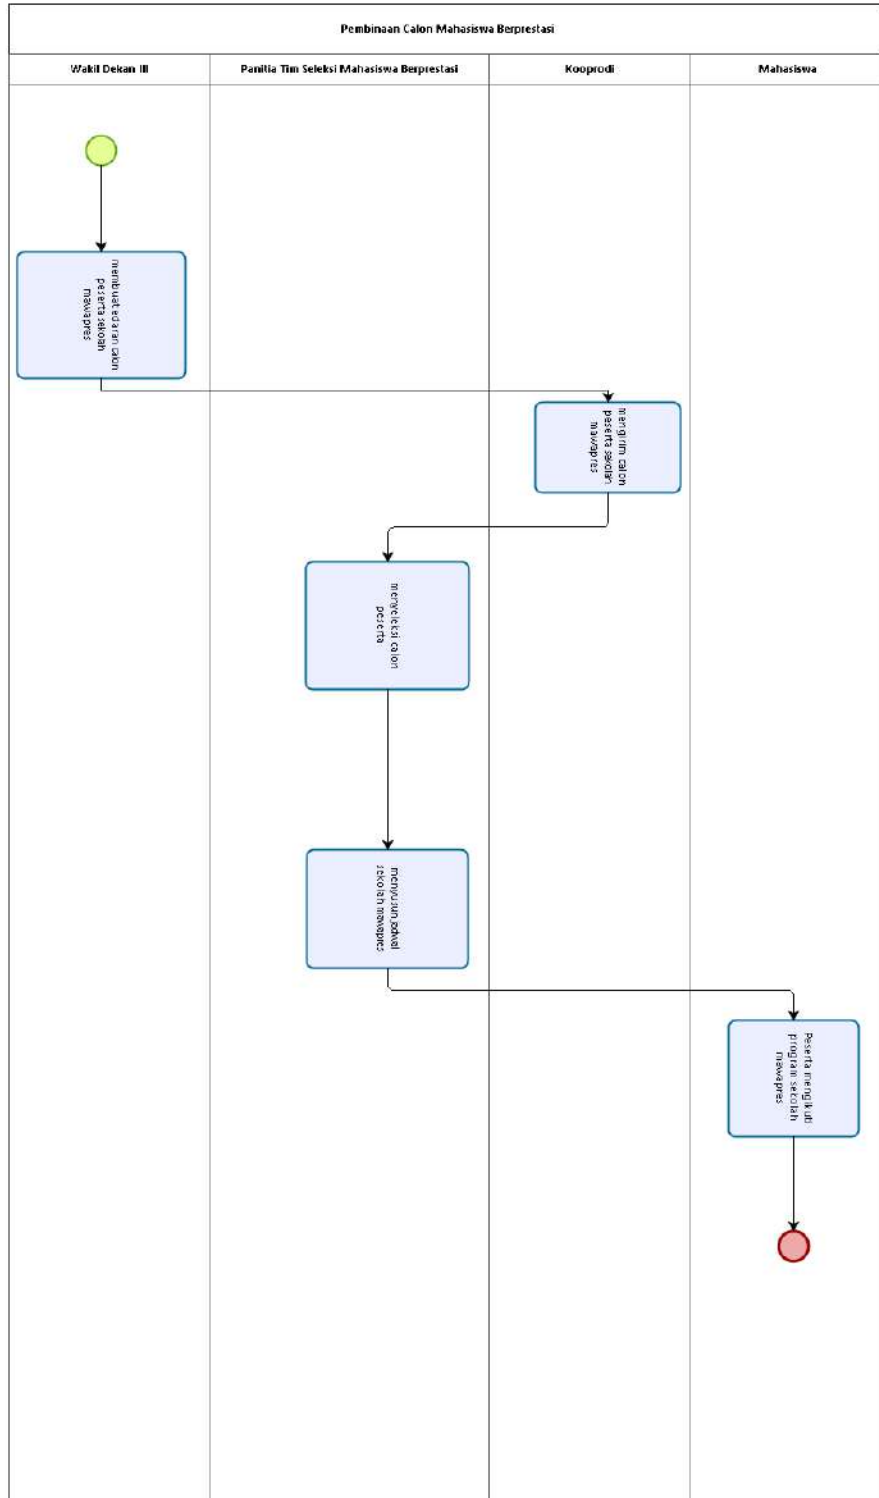 Pembinaan Calon Mahasiswa Berprestasi
Wakil Dekan III
Panitia Tim Seleksi Mahasiswa Berprestasi
Kooprodi
Mahasiswa
membuat edaran calon
peserta sekolah
mawapres
mengirim calon
peserta sekolah
mawapres
menyeleksi calon
peserta
menyusun jadwal
sekolah mawapres
Peserta mengikuti
program sekolah
mawapres